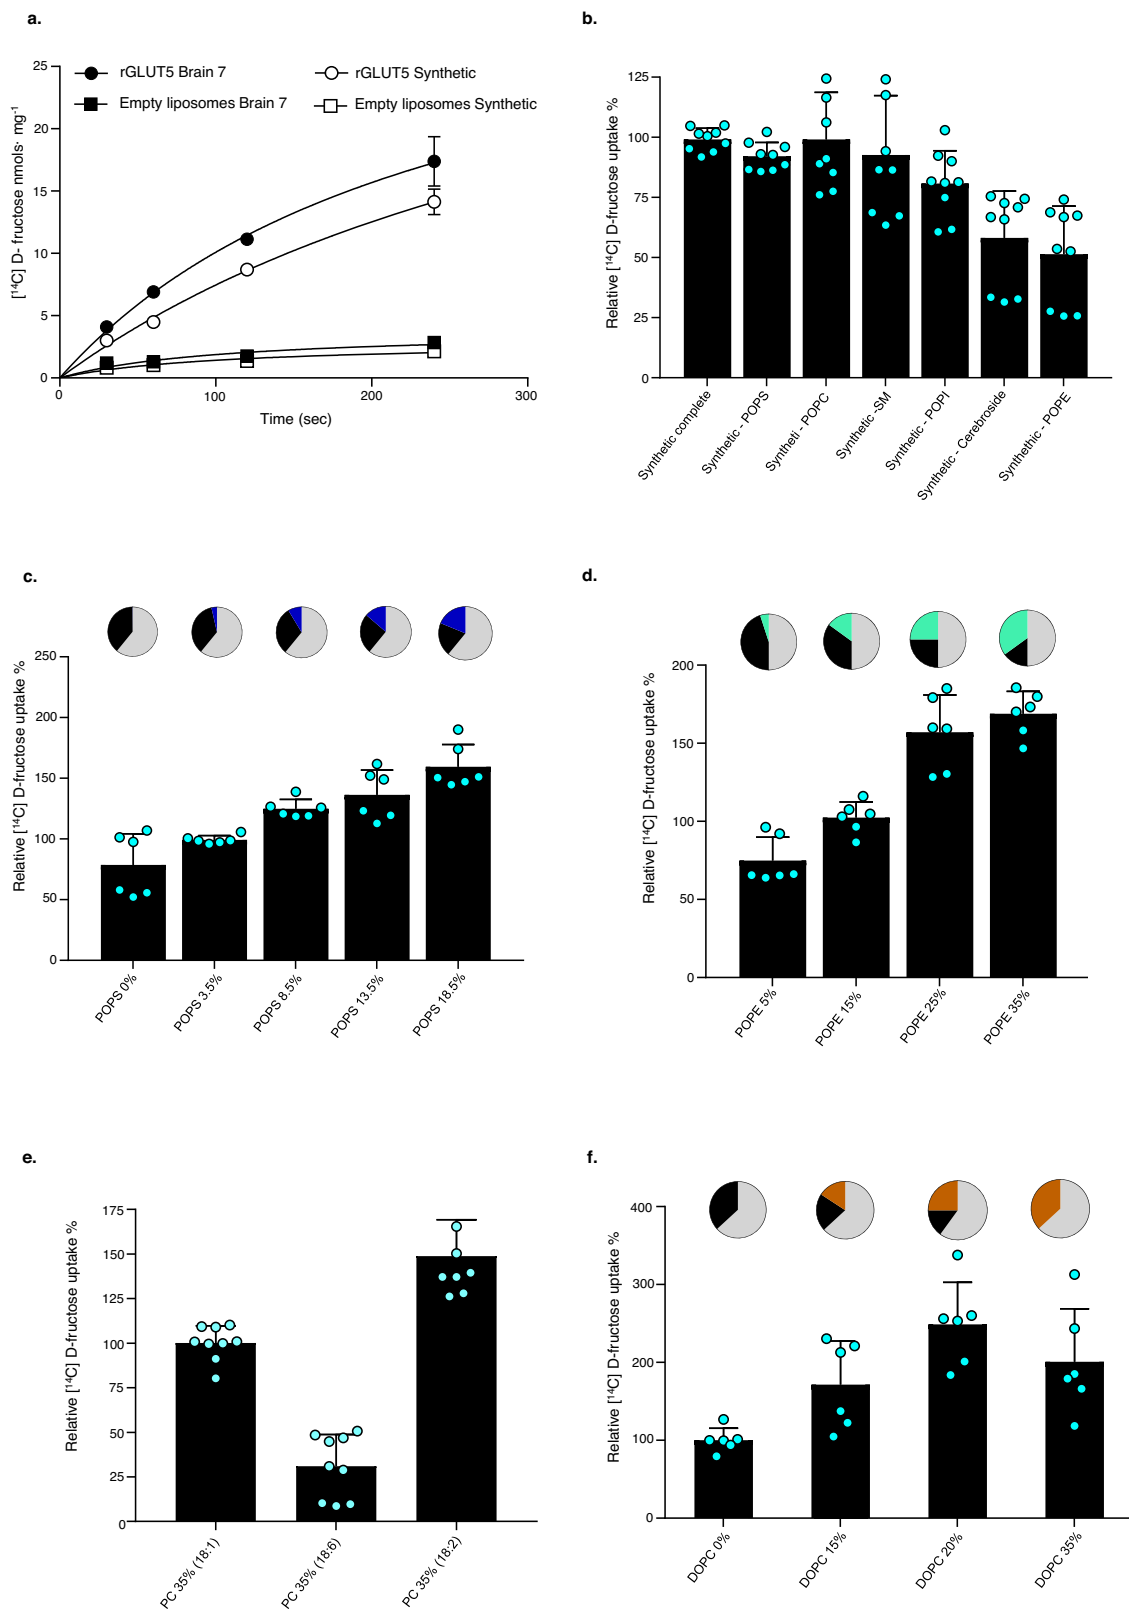 a.
25
20
15
10
5
0
[¹⁴C] D- fructose nmols· mg⁻¹
rGLUT5 Brain 7
rGLUT5 Synthetic
Empty liposomes Brain 7
Empty liposomes Synthetic
0
100
200
300
Time (sec)
b.
125
100
75
50
25
0
Relative [¹⁴C] D-fructose uptake %
Synthetic complete
Synthetic - POPS
Syntheti - POPC
Synthetic -SM
Synthetic - POPI
Synthetic - Cerebroside
Synthethic - POPE
c.
250
200
150
100
50
0
Relative [¹⁴C] D-fructose uptake %
POPS 0%
POPS 3.5%
POPS 8.5%
POPS 13.5%
POPS 18.5%
d.
200
150
100
50
0
Relative [¹⁴C] D-fructose uptake %
POPE 5%
POPE 15%
POPE 25%
POPE 35%
e.
175
150
125
100
75
50
25
0
Relative [¹⁴C] D-fructose uptake %
PC 35% (18:1)
PC 35% (18:6)
PC 35% (18:2)
f.
400
300
200
100
0
Relative [¹⁴C] D-fructose uptake %
DOPC 0%
DOPC 15%
DOPC 20%
DOPC 35%